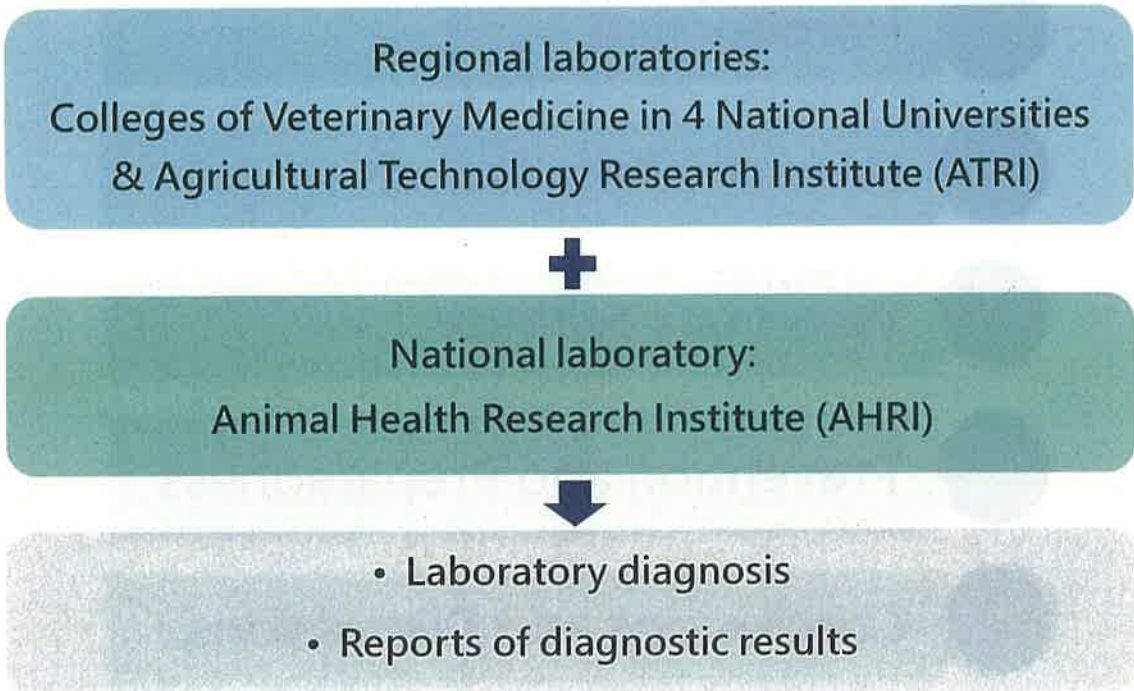 Regional laboratories:
Colleges of Veterinary Medicine in 4 National Universities
& Agricultural Technology Research Institute (ATRI)
National laboratory:
Animal Health Research Institute (AHRI)
• Laboratory diagnosis
• Reports of diagnostic results